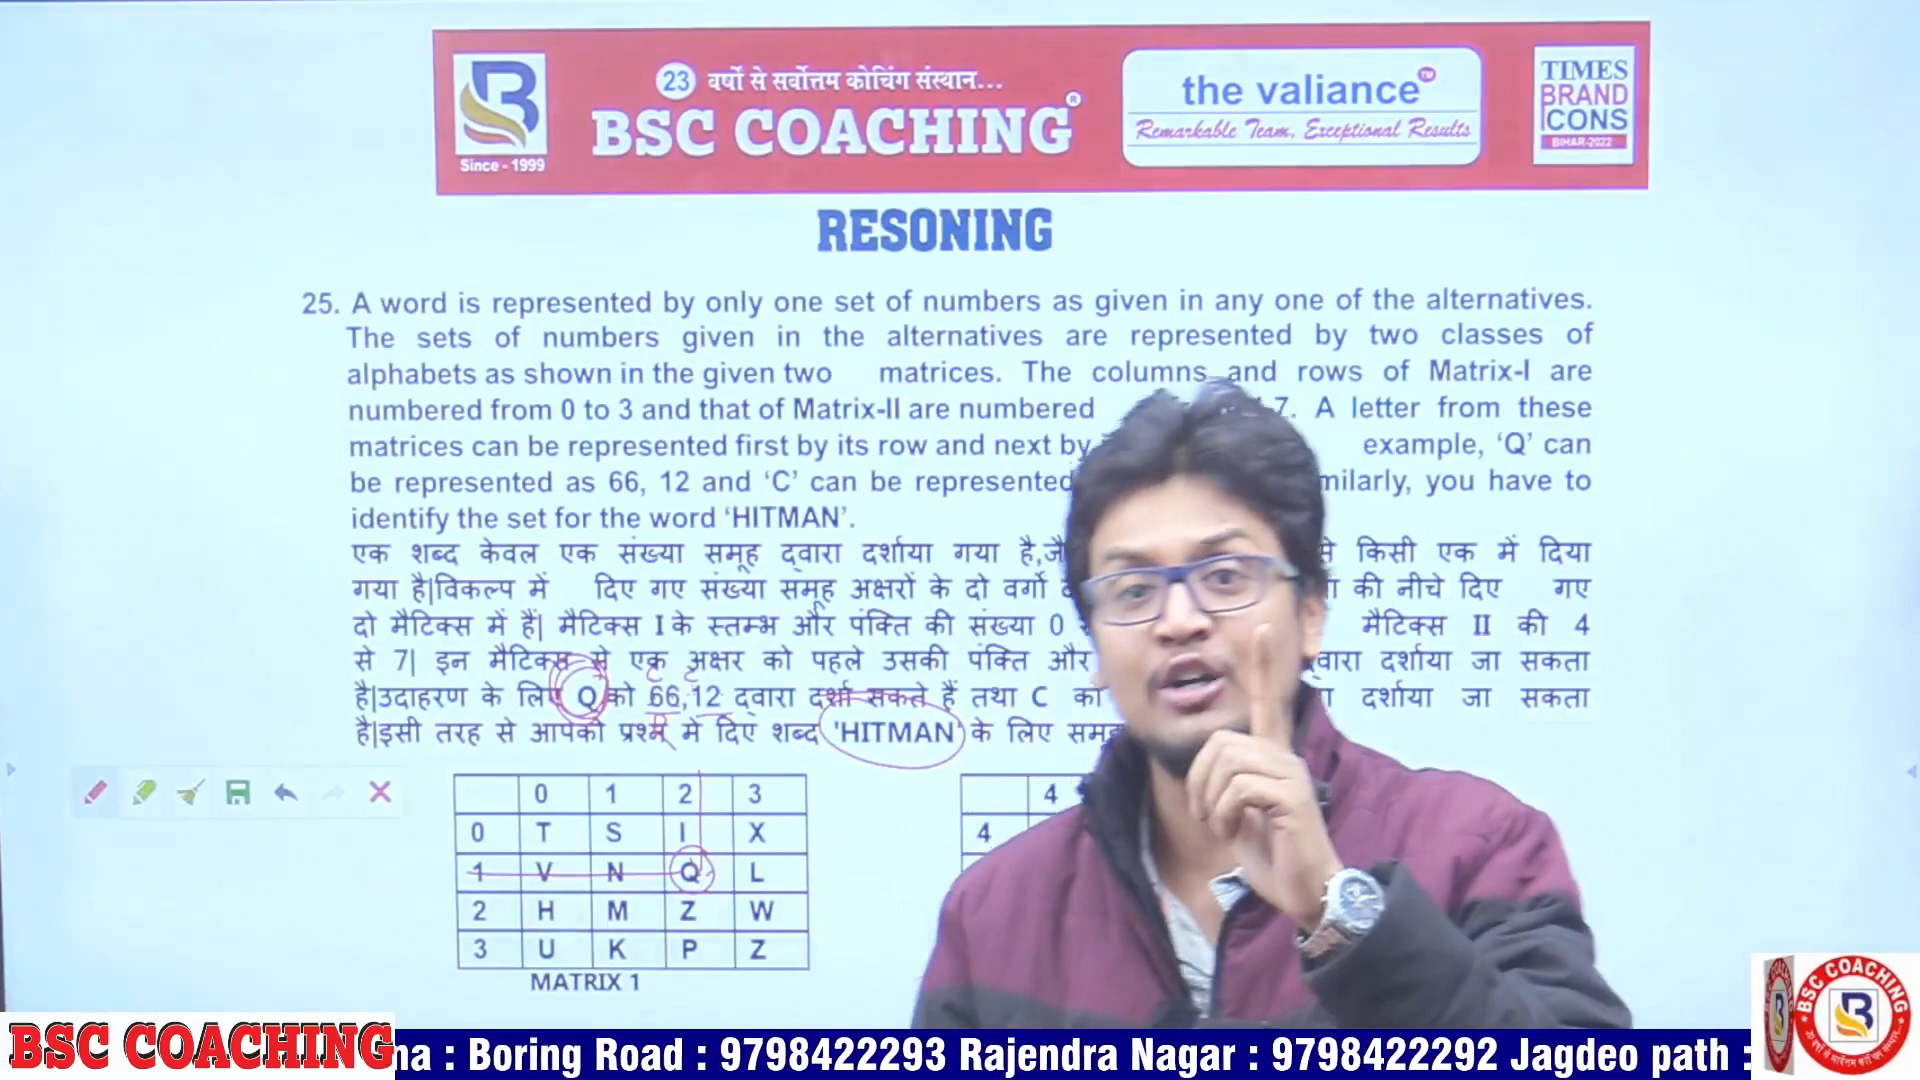 23 वर्षो से सर्वोत्तम कोचिंग संस्थान...
BSC COACHING®
Since - 1999
the valiance™
Remarkable Team, Exceptional Results
TIMES
BRAND
ICONS
BIHAR-2022
RESONING
25. A word is represented by only one set of numbers as given in any one of the alternatives.
The sets of numbers given in the alternatives are represented by two classes of
alphabets as shown in the given two matrices. The columns and rows of Matrix-I are
numbered from 0 to 3 and that of Matrix-II are numbered 7. A letter from these
matrices can be represented first by its row and next by example, ‘Q’ can
be represented as 66, 12 and ‘C’ can be represented you have to
identify the set for the word ‘HITMAN’.
एक शब्द केवल एक संख्या समूह द्वारा दर्शाया गया है, किसी एक में दिया
गया है|विकल्प में दिए गए संख्या समूह अक्षरों के दो वर्गो की नीचे दिए गए
दो मैटिक्स में हैं| मैटिक्स I के स्तम्भ और पंक्ति की संख्या 0 मैटिक्स II की 4
से 7| इन मैटिक्स से एक अक्षर को पहले उसकी पंक्ति और दर्शाया जा सकता
है|उदाहरण के लिए Q को 66,12 द्वारा दर्शा सकते हैं तथा C को दर्शाया जा सकता
है|इसी तरह से आपको प्रश्न में दिए शब्द 'HITMAN' के लिए
0 1 2 3
0 T S I X
1 V N Q L
2 H M Z W
3 U K P Z
MATRIX 1
4
4
BSC COACHING
: Boring Road : 9798422293 Rajendra Nagar : 9798422292 Jagdeo path :
BSC COACHING